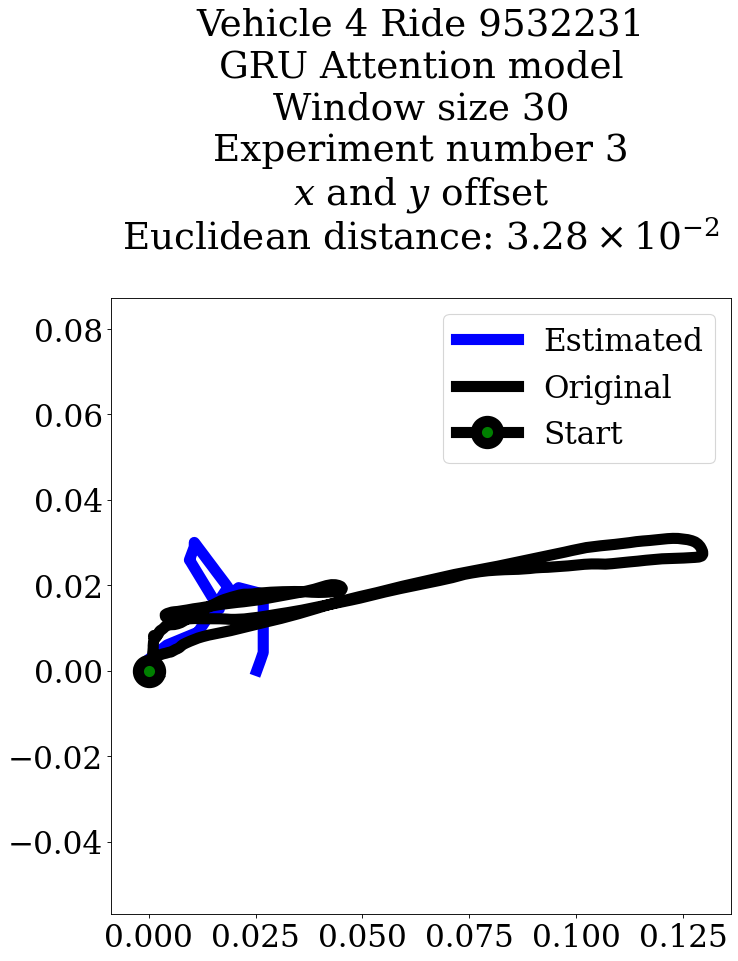 Vehicle 4 Ride 9532231
GRU Attention model
Window size 30
Experiment number 3
x and y offset
Euclidean distance: 3.28 × 10⁻²
Estimated
Original
Start
0.08
0.06
0.04
0.02
0.00
−0.02
−0.04
0.000 0.025 0.050 0.075 0.100 0.125